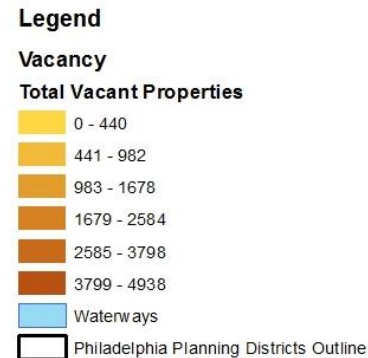 Legend
Vacancy
Total Vacant Properties
0 - 440
441 - 982
983 - 1678
1679 - 2584
2585 - 3798
3799 - 4938
Waterways
Philadelphia Planning Districts Outline